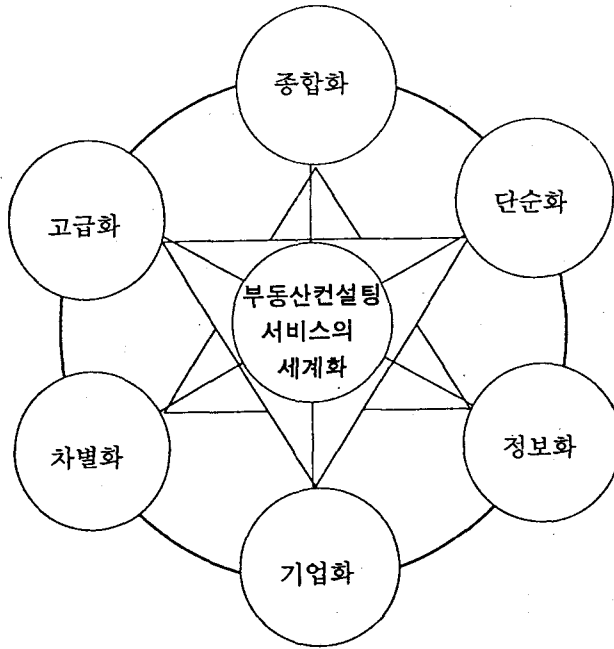 종합화
단순화
고급화
부동산컨설팅
서비스의
세계화
차별화
정보화
기업화